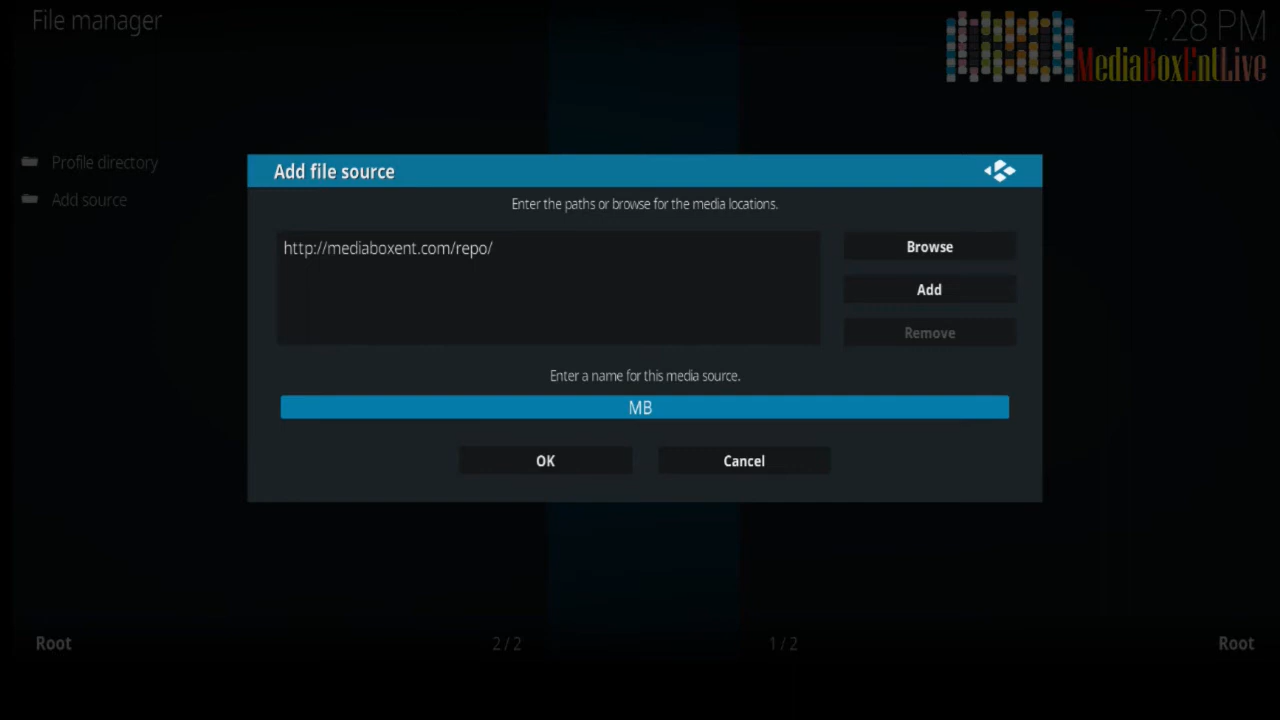 File manager
7:28 PM
MediaBoxEntLive
Profile directory
Add source
Add file source
Enter the paths or browse for the media locations.
http://mediaboxent.com/repo/
Browse
Add
Remove
Enter a name for this media source.
MB
OK
Cancel
Root
2 / 2
1 / 2
Root